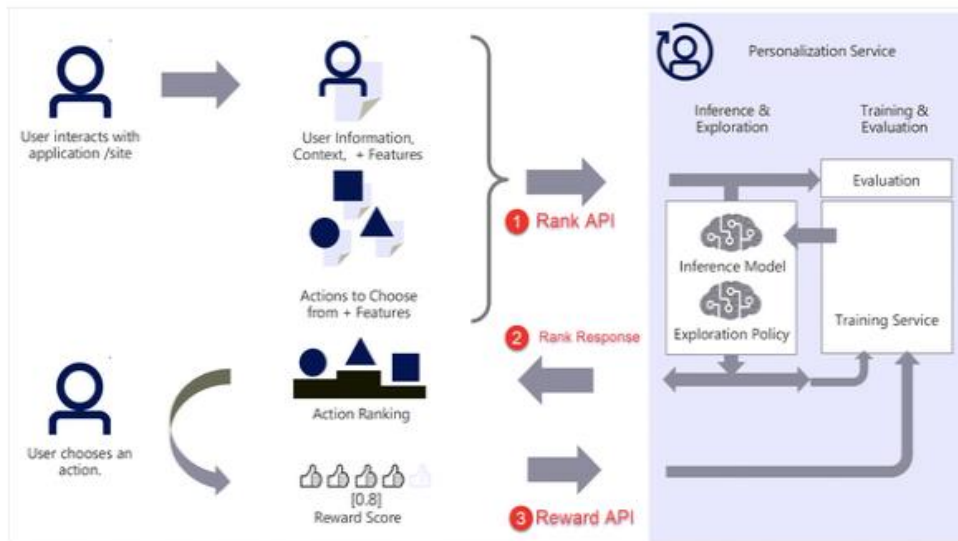 User interacts with
application /site
User Information,
Context, + Features
Actions to Choose
from + Features
1 Rank API
2 Rank Response
Action Ranking
User chooses an
action.
[0.8]
Reward Score
3 Reward API
Personalization Service
Inference &
Exploration
Training &
Evaluation
Evaluation
Inference Model
Exploration Policy
Training Service